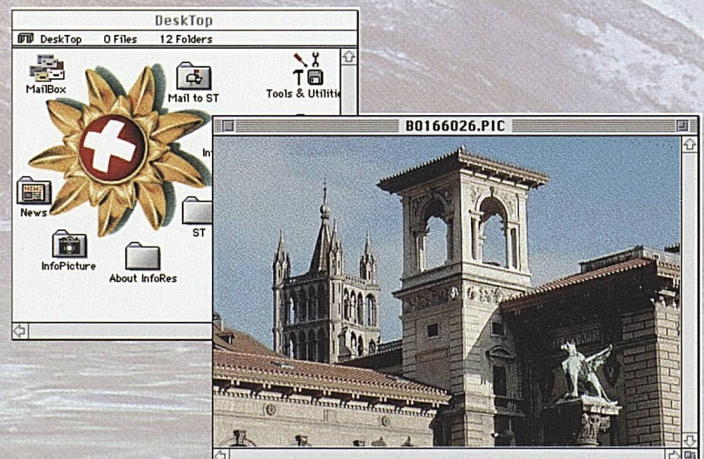 DeskTop
DeskTop 0 Files 12 Folders
MailBox
Mail to ST
Tools & Utilitie
B0166026.PIC
In
News
ST
InfoPicture
About InfoRes